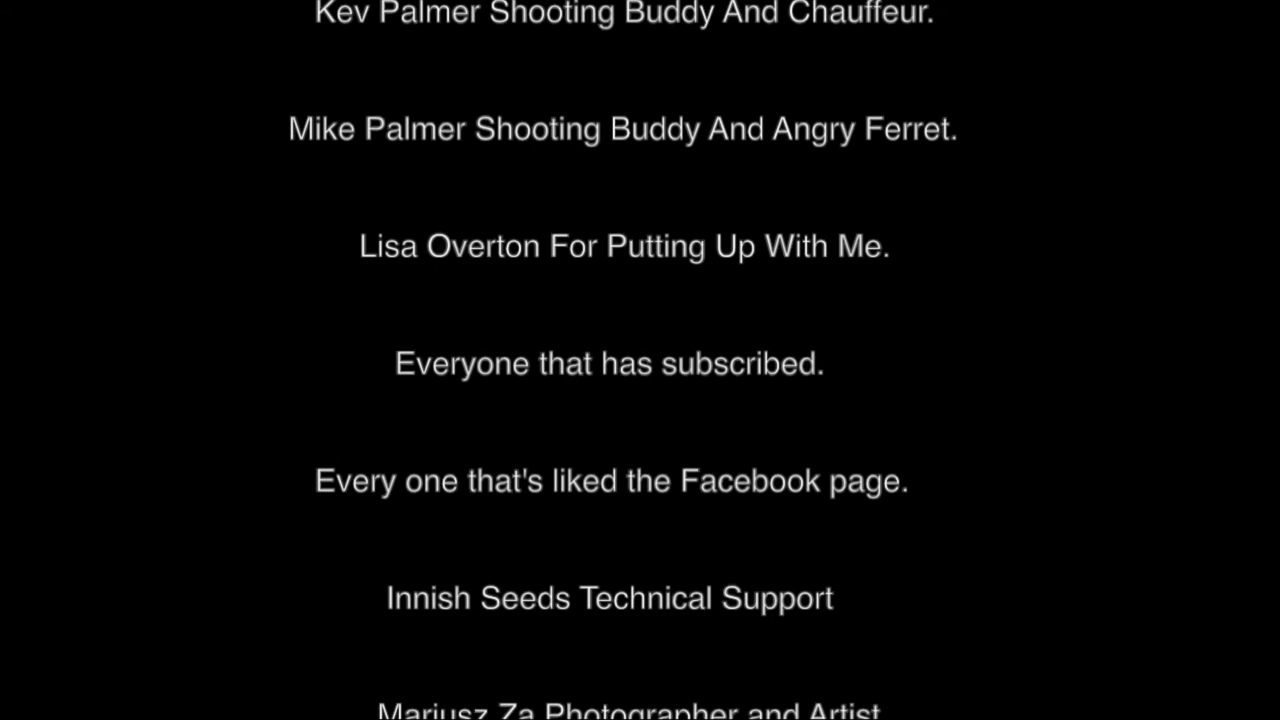 Kev Palmer Shooting Buddy And Chauffeur.
Mike Palmer Shooting Buddy And Angry Ferret.
Lisa Overton For Putting Up With Me.
Everyone that has subscribed.
Every one that's liked the Facebook page.
Innish Seeds Technical Support
Mariusz Za Photographer and Artist